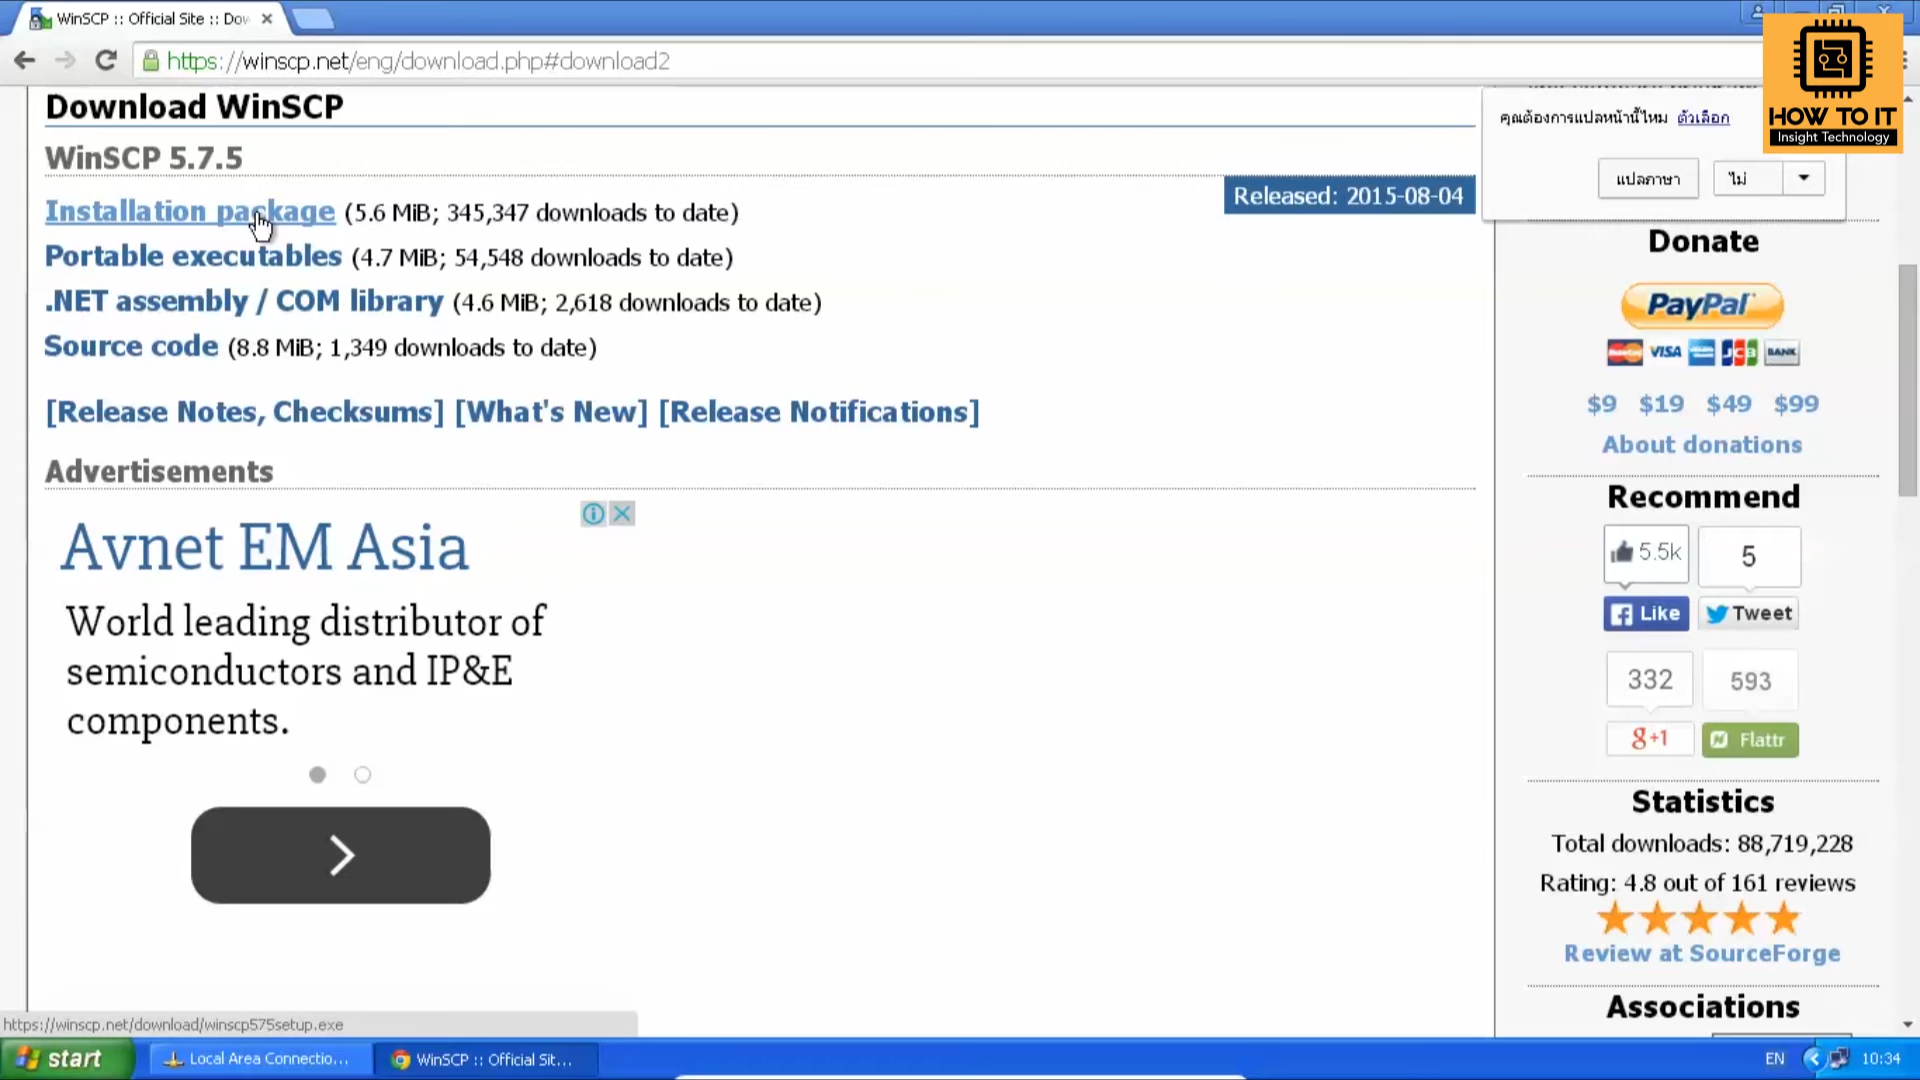 WinSCP :: Official Site :: Dow
https://winscp.net/eng/download.php#download2
HOW TO IT
Insight Technology
Download WinSCP
คุณต้องการแปลหน้านี้ไหม ตัวเลือก
แปลภาษา ไม่
WinSCP 5.7.5
Released: 2015-08-04
Installation package (5.6 MiB; 345,347 downloads to date)
Portable executables (4.7 MiB; 54,548 downloads to date)
.NET assembly / COM library (4.6 MiB; 2,618 downloads to date)
Source code (8.8 MiB; 1,349 downloads to date)
[Release Notes, Checksums] [What's New] [Release Notifications]
Advertisements
Avnet EM Asia
World leading distributor of
semiconductors and IP&E
components.
Donate
PayPal
MasterCard VISA JCB BANK
$9 $19 $49 $99
About donations
Recommend
5.5k 5
Like Tweet
332 593
g+1 Flattr
Statistics
Total downloads: 88,719,228
Rating: 4.8 out of 161 reviews
Review at SourceForge
Associations
https://winscp.net/download/winscp575setup.exe
start Local Area Connectio... WinSCP :: Official Sit... EN 10:34